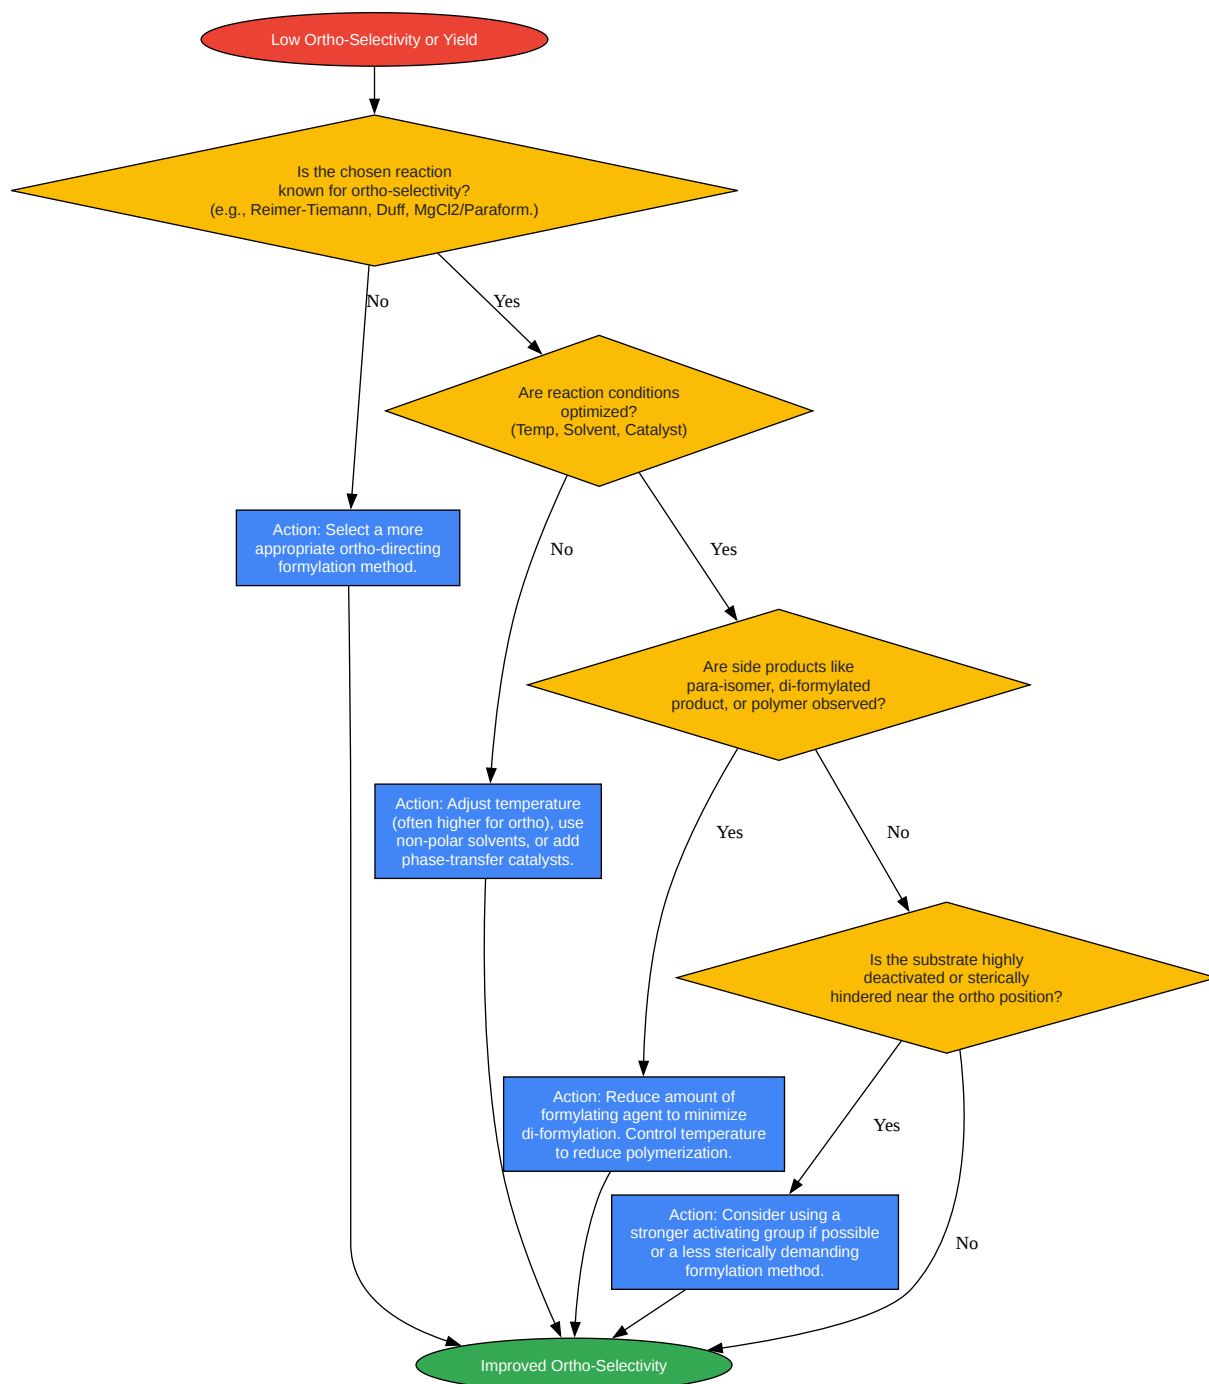 Low Ortho-Selectivity or Yield
Is the chosen reaction
known for ortho-selectivity?
(e.g., Reimer-Tiemann, Duff, MgCl2/Paraform.)
No
Yes
Are reaction conditions
optimized?
(Temp, Solvent, Catalyst)
Action: Select a more
appropriate ortho-directing
formylation method.
No
Yes
Are side products like
para-isomer, di-formylated
product, or polymer observed?
Action: Adjust temperature
(often higher for ortho), use
non-polar solvents, or add
phase-transfer catalysts.
Yes
No
Is the substrate highly
deactivated or sterically
hindered near the ortho position?
Action: Reduce amount of
formylating agent to minimize
di-formylation. Control temperature
to reduce polymerization.
Yes
Action: Consider using a
stronger activating group if possible
or a less sterically demanding
formylation method.
No
Improved Ortho-Selectivity